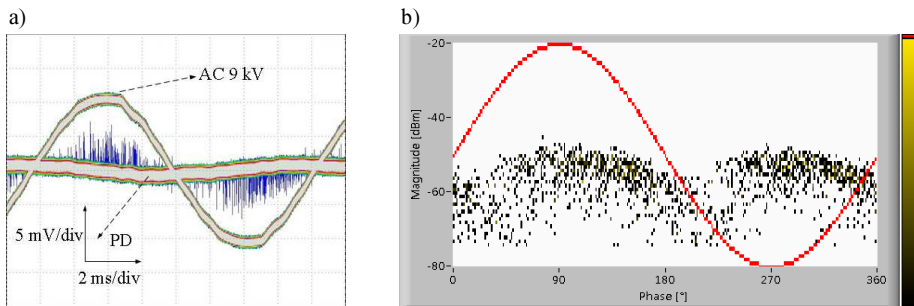 a)
AC 9 kV
5 mV/div
PD
2 ms/div
b)
Magnitude [dBm]
-20
-40
-60
-80
0
90
180
270
360
Phase [°]